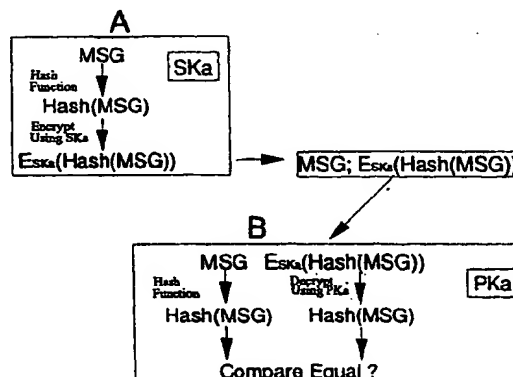 A
MSG
SKa
Hash
Function
Hash(MSG)
Encrypt
Using SKa
ESKa(Hash(MSG))
MSG; ESKa(Hash(MSG))
B
MSG ESKa(Hash(MSG))
PKa
Hash
Function
Decrypt
Using PKa
Hash(MSG) Hash(MSG)
Compare Equal ?